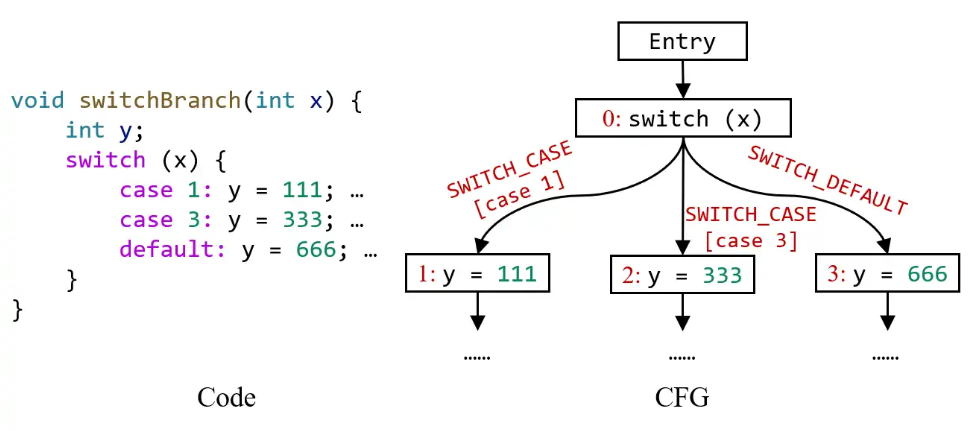 void switchBranch(int x) {
    int y;
    switch (x) {
        case 1: y = 111; …
        case 3: y = 333; …
        default: y = 666; …
    }
}
Code
Entry
0: switch (x)
SWITCH_CASE
[case 1]
SWITCH_CASE
[case 3]
SWITCH_DEFAULT
1: y = 111
2: y = 333
3: y = 666
……
……
……
CFG